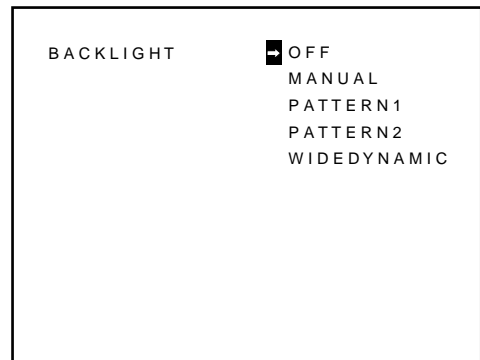 BACKLIGHT ➡ OFF
MANUAL
PATTERN1
PATTERN2
WIDEDYNAMIC